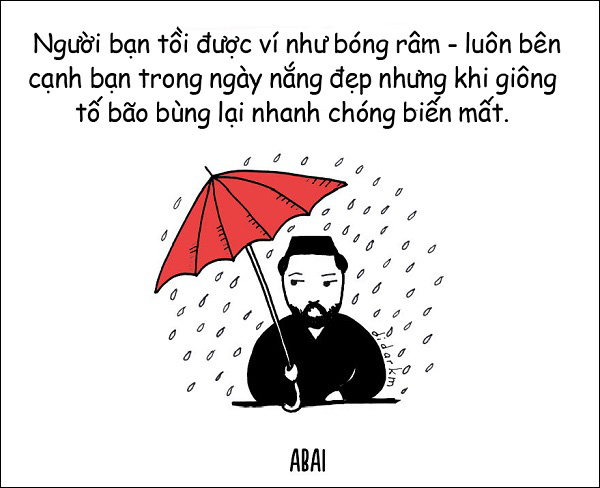 Người bạn tồi được ví như bóng râm - luôn bên
cạnh bạn trong ngày nắng đẹp nhưng khi giông
tố bão bùng lại nhanh chóng biến mất.
didarkm
ABAI